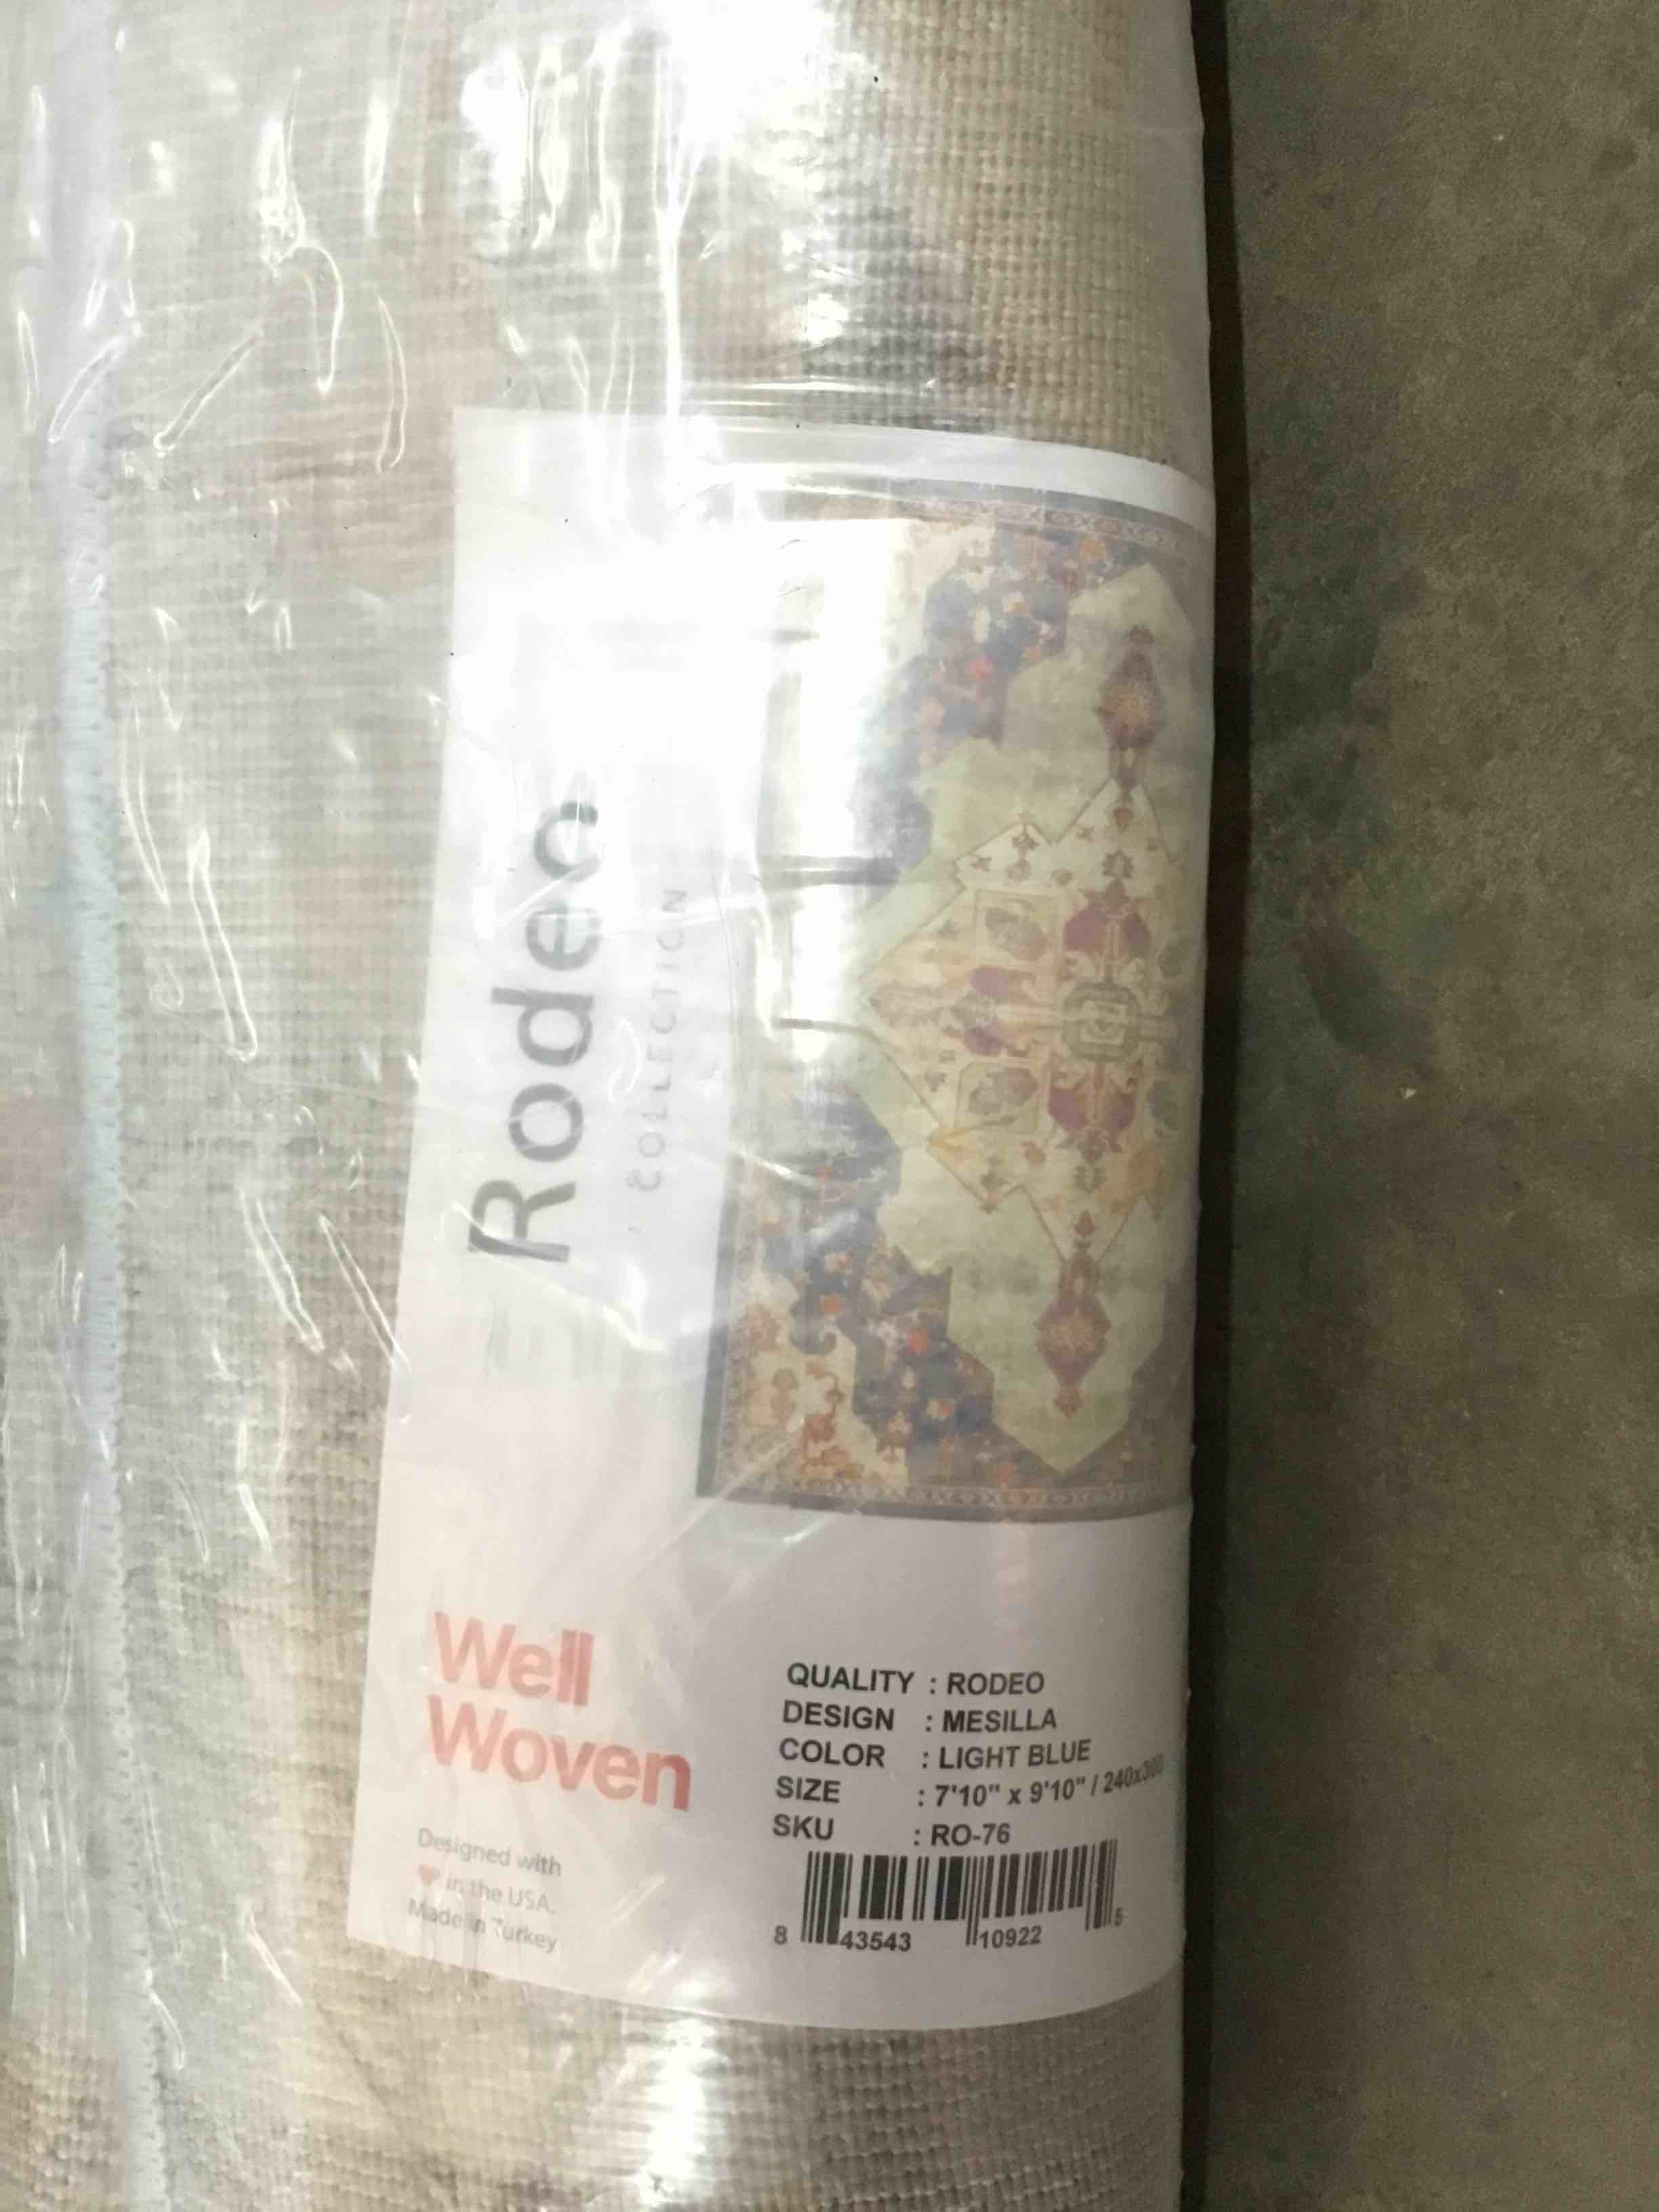 Rodeo
COLLECTION
Well
Woven
Designed with
in the USA.
Made in Turkey
QUALITY : RODEO
DESIGN : MESILLA
COLOR : LIGHT BLUE
SIZE : 7'10" x 9'10" / 240x300
SKU : RO-76
8 43543 10922 5